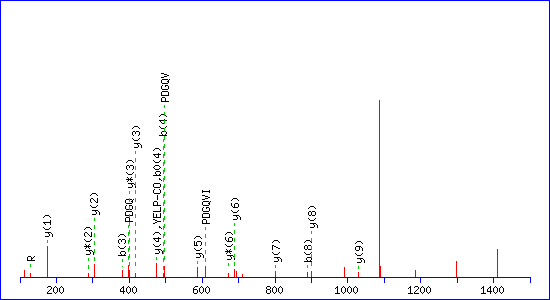 R
y(1)
y*(2)
y(2)
b(3)
PDGQ
y*(3)
y(3)
y(4),YELP-CO,b0(4)
b(4)
PDGQV
y(5)
PDGQVI
y*(6)
y(6)
y(7)
b(8)
y(8)
y(9)
200 400 600 800 1000 1200 1400